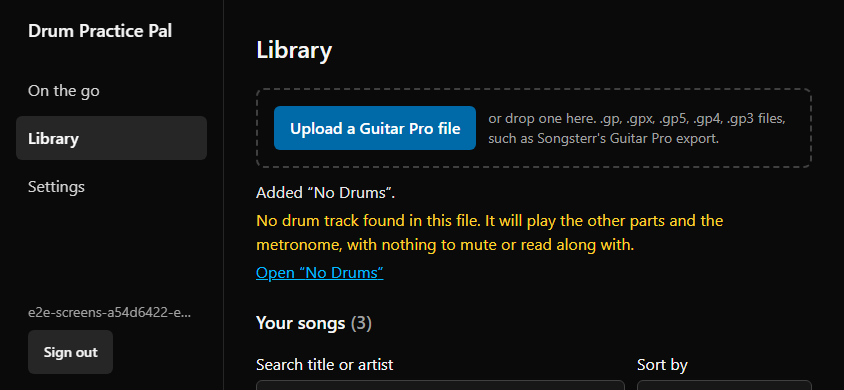 Drum Practice Pal
On the go
Library
Settings
e2e-screens-a54d6422-e...
Sign out
Library
Upload a Guitar Pro file
or drop one here. .gp, .gpx, .gp5, .gp4, .gp3 files,
such as Songsterr's Guitar Pro export.
Added “No Drums”.
No drum track found in this file. It will play the other parts and the
metronome, with nothing to mute or read along with.
Open “No Drums”
Your songs (3)
Search title or artist
Sort by